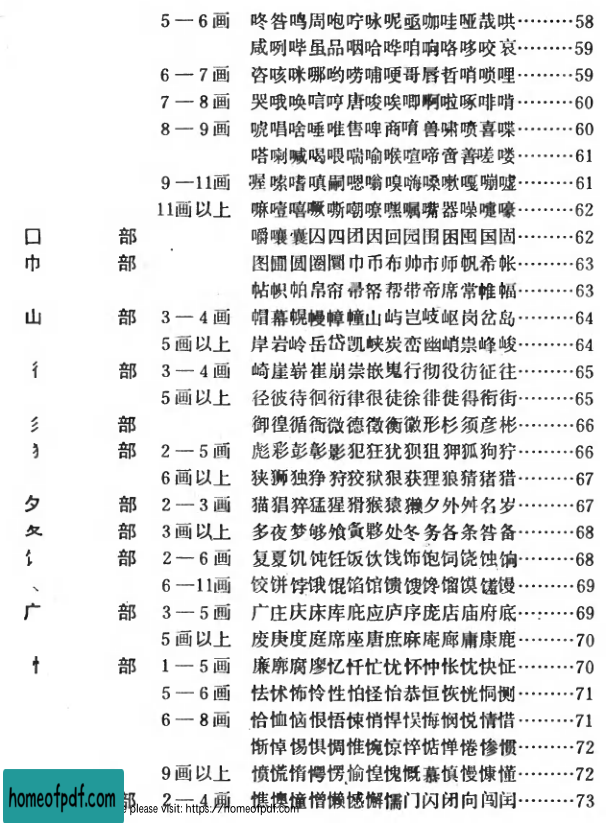 5－6画 咚咎鸣周咆咛咏呢亟咖哇哑哉哄………58
咸咧哔虽品咽哈哗咱响咯哆咬哀………59
6－7画 咨咳咪哪哟唠哺哽哥唇哲哨唢哩………59
7－8画 哭哦唤唁哼唐唆唉唧啊啦啄啡啃………60
8－9画 唬唱啥唾唯售啤商唷兽啸喷喜喋………60
嗒喇喊喝喂喘喻喉喧啼啻善嗟喽………61
9－11画 喔嗦嗜嗔嗣嗯嗡嗅嗨嗓嗽嘎嘣嘘………61
11画以上 嘛噎嘻噘嘶嘲嘹嘿嘱嘴器噪嚏嚎………62
口 部 嚼嚷囊囚四团因回园围困囤国固………62
巾 部 图圃圆圈圜巾币布帅市师帆希帐………63
帖帜帕帛帘帚帑帮带帝席常帷幅………63
山 部 3－4画 帽幕幌幔幛幢山屿岂岐岖岗岔岛………64
5画以上 岸岩岭岳岱凯峡炭峦幽峭祟峰峻………64
彳 部 3－4画 崎崖崭崔崩崇嵌嵬行彻役彷征往………65
5画以上 径彼待徊衍律很徒徐徘徙得衔街………65
彡 部 御徨循衙微德徵衡徽形杉须彦彬………66
犭 部 2－5画 彪彩彭彰影犯狂犹狈狙狎狐狗狞………66
6画以上 狭狮独狰狩狡狱狠获狸狼猜猪猎………67
夕 部 2－3画 猫猖猝猛猩猾猴猿獭夕外舛名岁………67
夂 部 3画以上 多夜梦够飧夤夥处冬务各条咎备………68
饣 部 2－6画 复夏饥饨饪饭饮饯饰饱饲饶蚀饷………68
、 6－11画 饺饼饽饿馄馅馆馈馊馋馏馍馐馒………69
广 部 3－5画 广庄庆床库庇应庐序庞店庙府底………69
5画以上 废庚度庭席座唐庶麻庵廊庸康鹿………70
忄 部 1－5画 廉廓腐廖忆忏忙忧怀忡怅忱快怔………70
5－6画 怯怵怖怜性怕怪怡恭恒恢恍恫恻………71
6－8画 恰恤恼恨悟悚悄悍悮悔悯悦情惜………71
惭悼惕惧惆惟惋惊悴惦惮惓惨惯………72
9画以上 愤慌惰愕愣愉惶愧慨慕慎慢慷慬………72
部 2－4画 憔懊憧憎懒憾懈懦门闪闭向闯闰………73
homeofpdf.com
please visit: https://homeofpdf.com